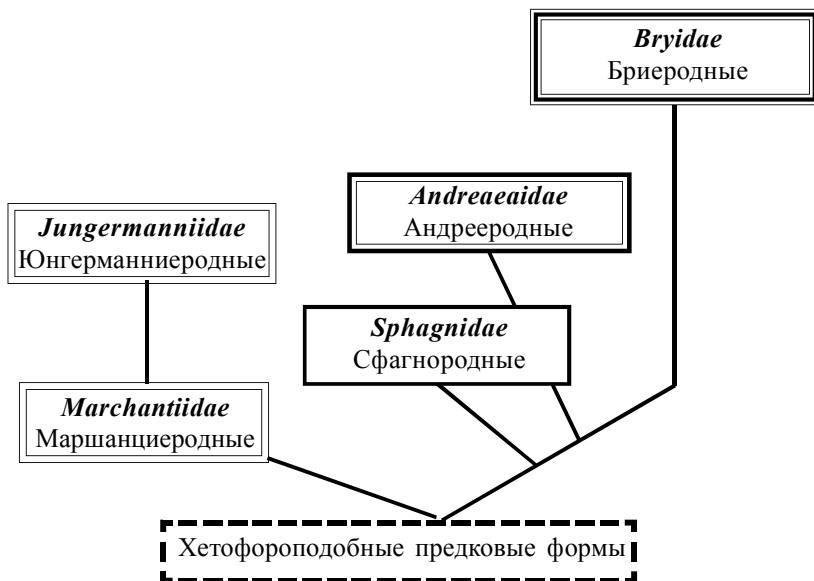 Bryidae
Бриеродные
Andreaeaidae
Андрееродные
Jungermanniidae
Юнгерманниеродные
Sphagnidae
Сфагнородные
Marchantiidae
Маршанциеродные
Хетофороподобные предковые формы